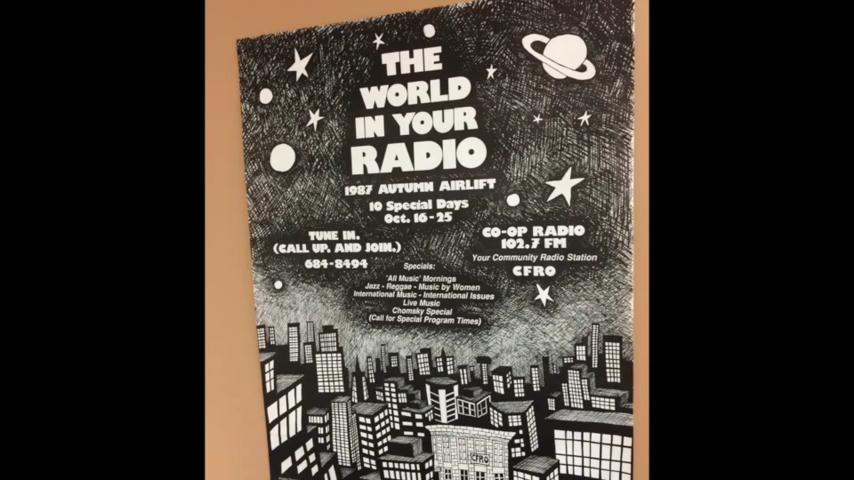 THE
WORLD
IN YOUR
RADIO
1987 AUTUMN AIRLIFT
10 Special Days
Oct. 16-25
TUNE IN.
(CALL UP. AND JOIN.)
684-8494
CO-OP RADIO
102.7 FM
Your Community Radio Station
CFRO
Specials:
'All Music' Mornings
Jazz - Reggae - Music by Women
International Music - International Issues
Live Music
Chomsky Special
(Call for Special Program Times)
CFRO